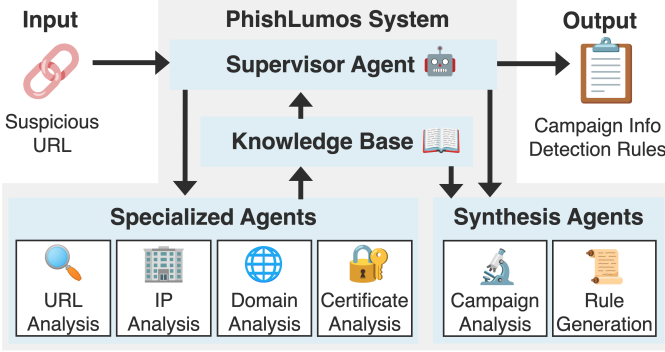 Input
PhishLumos System
Output
Supervisor Agent
Suspicious
URL
Knowledge Base
Campaign Info
Detection Rules
Specialized Agents
Synthesis Agents
URL
Analysis
IP
Analysis
Domain
Analysis
Certificate
Analysis
Campaign
Analysis
Rule
Generation